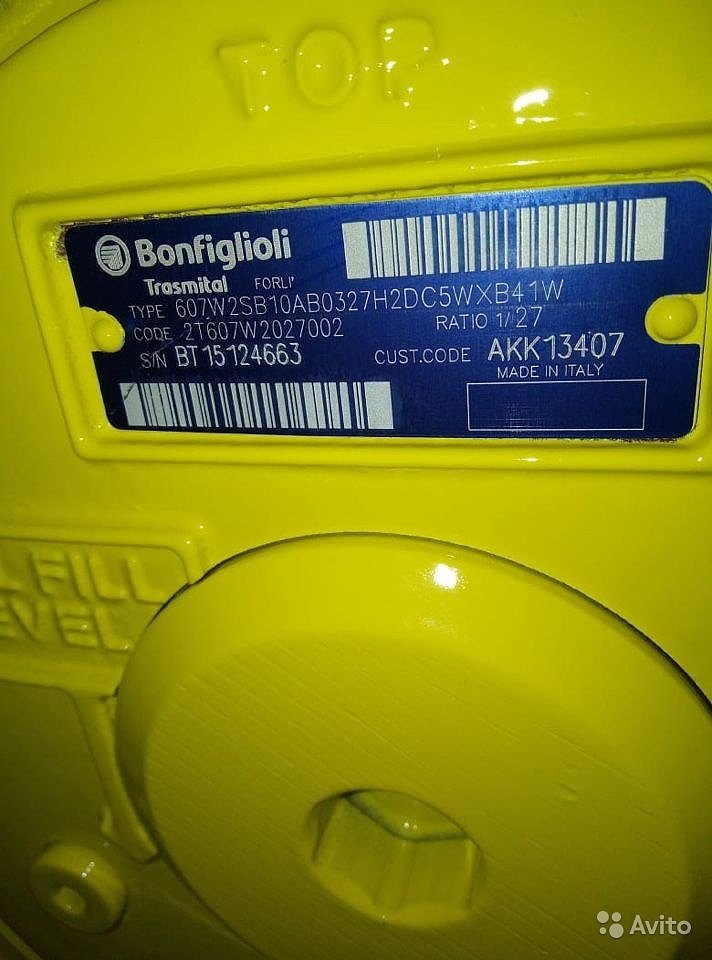 TOP
Bonfiglioli
Trasmital FORLI'
TYPE 607W2SB10AB0327H2DC5WXB41W
CODE 2T607W2027002 RATIO 1/27
S/N BT15124663 CUST.CODE AKK13407
MADE IN ITALY
FILL
Avito